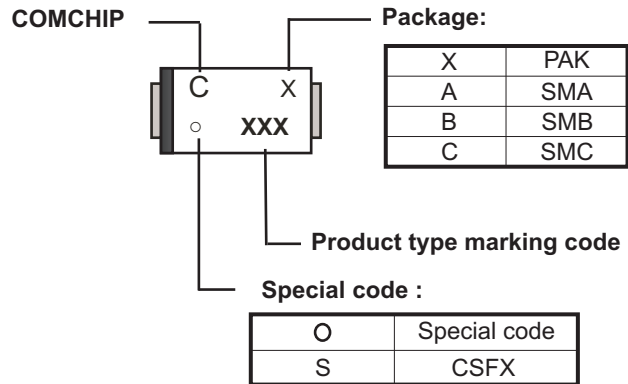 COMCHIP
Package:
X PAK
A SMA
B SMB
C SMC
C X
○ XXX
Product type marking code
Special code :
O Special code
S CSFX